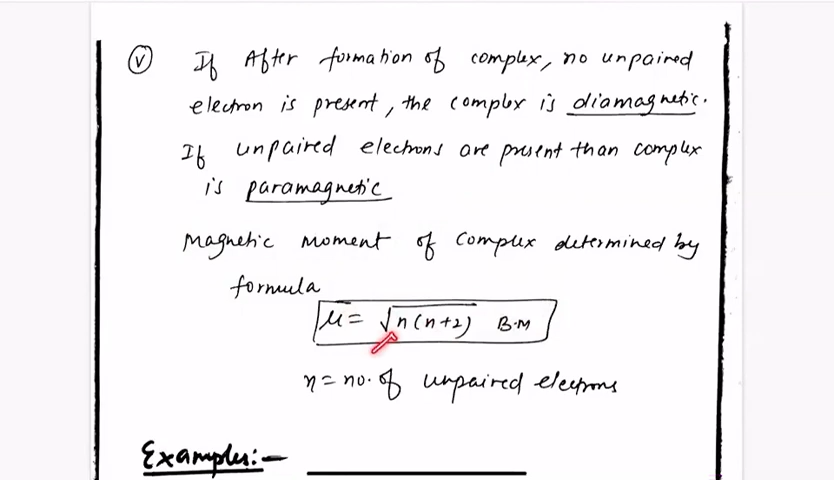 (V) If After formation of complex, no unpaired
electron is present, the complex is diamagnetic.
If unpaired electrons are present than complex
is paramagnetic
Magnetic moment of complex determined by
formula
μ = √n(n+2) B.M
n = no. of unpaired electrons
Examples:-